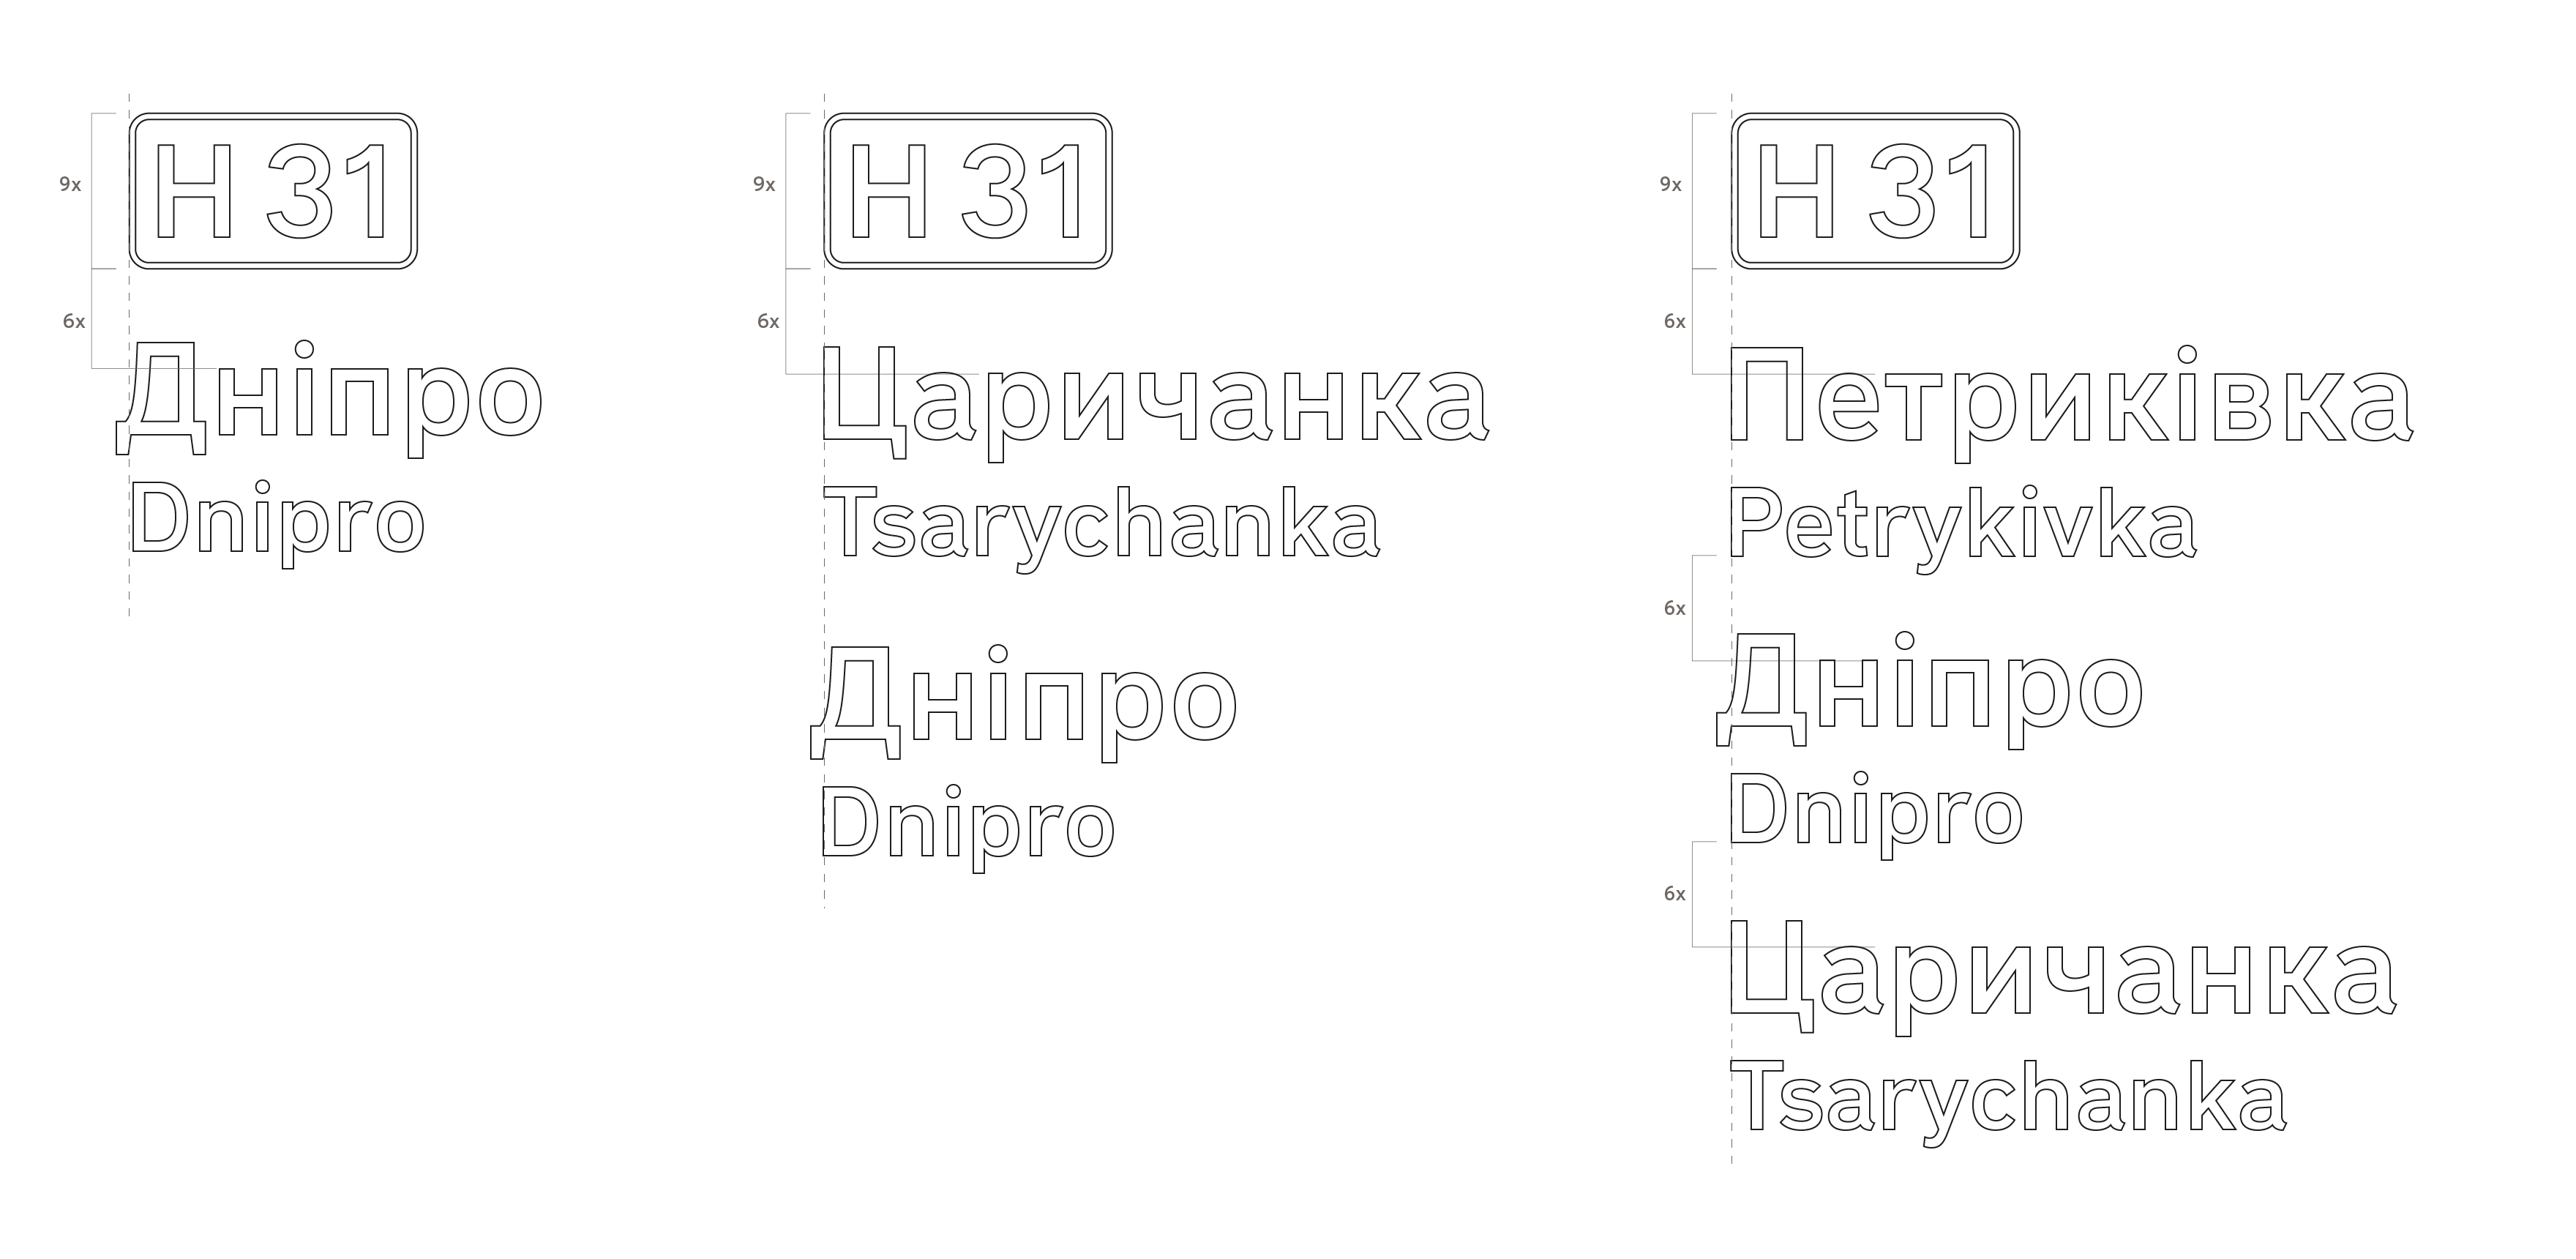 9x
H 31
6x
Дніпро
Dnipro
9x
H 31
6x
Царичанка
Tsarychanka
Дніпро
Dnipro
9x
H 31
6x
Петриківка
Petrykivka
6x
Дніпро
Dnipro
6x
Царичанка
Tsarychanka